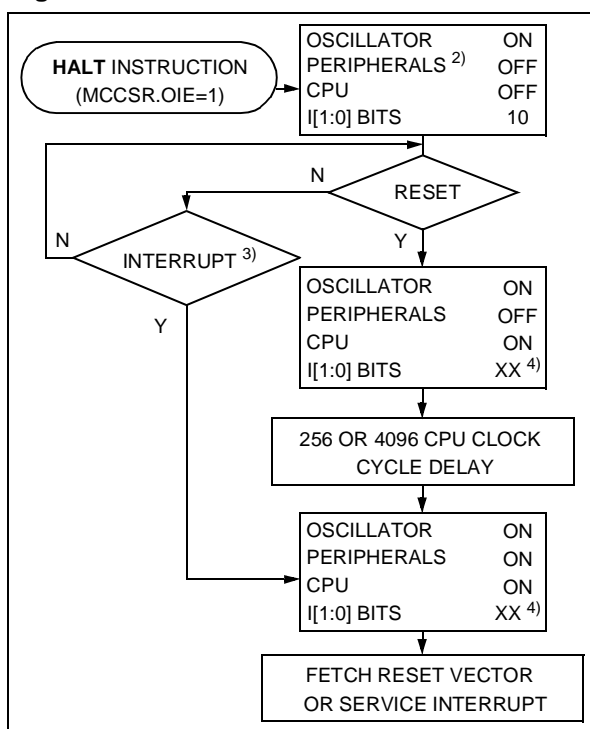 HALT INSTRUCTION
(MCCSR.OIE=1)
OSCILLATOR ON
PERIPHERALS 2) OFF
CPU OFF
I[1:0] BITS 10
N
RESET
N
INTERRUPT 3)
Y
Y
OSCILLATOR ON
PERIPHERALS OFF
CPU ON
I[1:0] BITS XX 4)
256 OR 4096 CPU CLOCK
CYCLE DELAY
OSCILLATOR ON
PERIPHERALS ON
CPU ON
I[1:0] BITS XX 4)
FETCH RESET VECTOR
OR SERVICE INTERRUPT